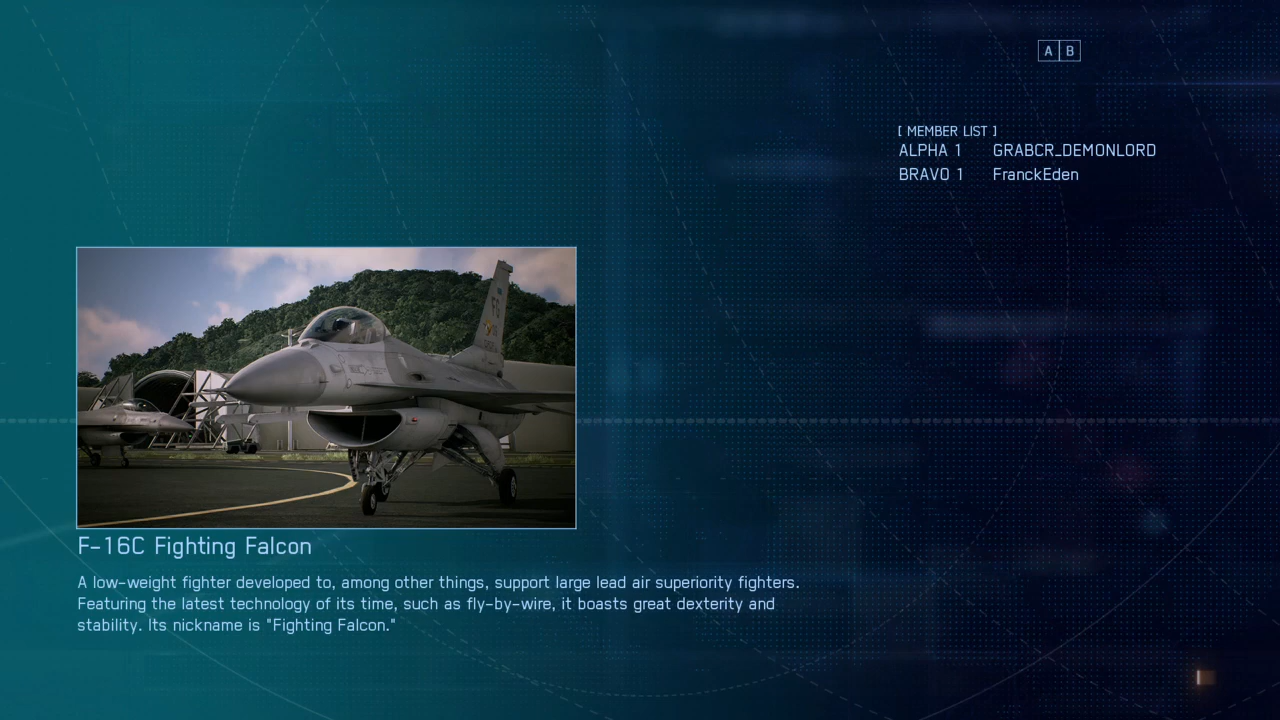 A B
[ MEMBER LIST ]
ALPHA 1 GRABCR_DEMONLORD
BRAVO 1 FranckEden
F-16C Fighting Falcon
A low-weight fighter developed to, among other things, support large lead air superiority fighters.
Featuring the latest technology of its time, such as fly-by-wire, it boasts great dexterity and
stability. Its nickname is "Fighting Falcon."